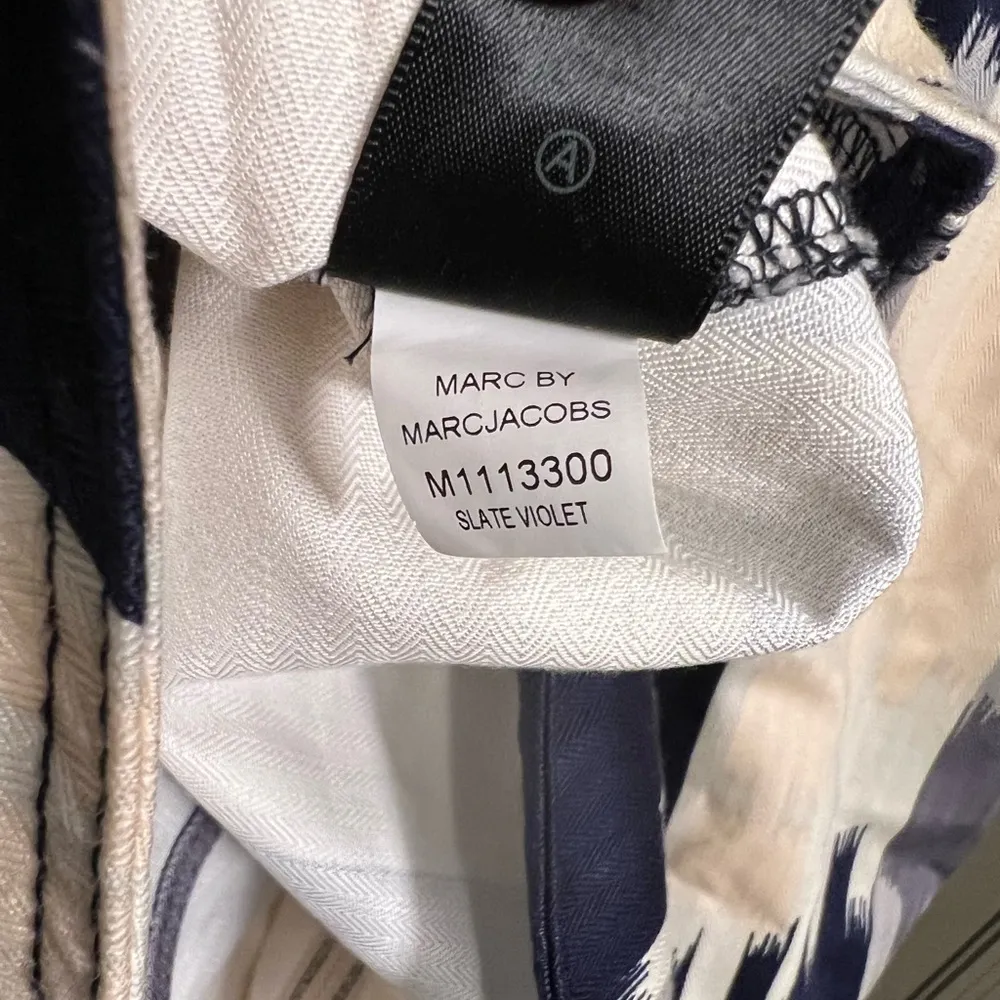 A
MARC BY
MARCJACOBS
M1113300
SLATE VIOLET